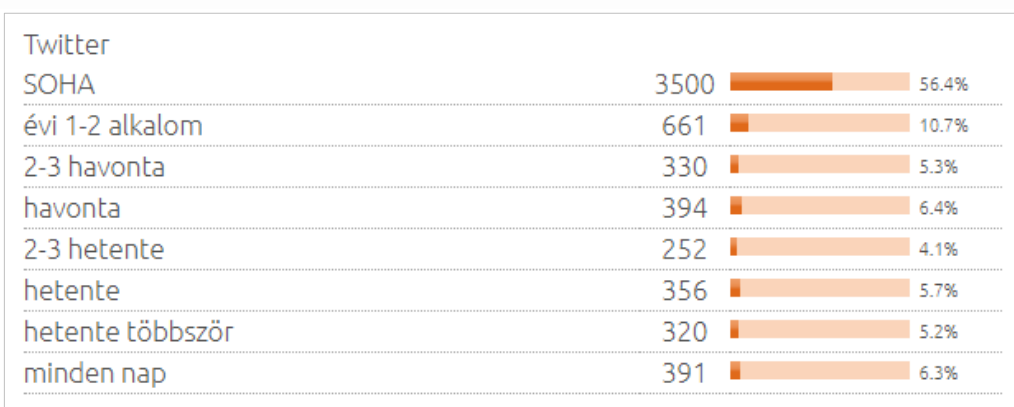 Twitter
SOHA 3500 56.4%
évi 1-2 alkalom 661 10.7%
2-3 havonta 330 5.3%
havonta 394 6.4%
2-3 hetente 252 4.1%
hetente 356 5.7%
hetente többször 320 5.2%
minden nap 391 6.3%